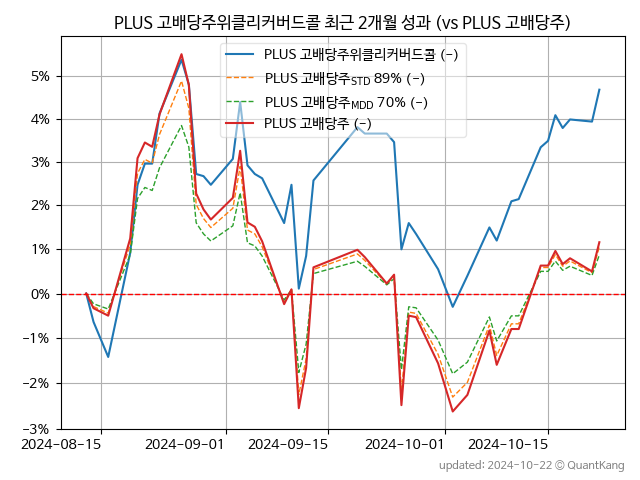 PLUS 고배당주위클리커버드콜 최근 2개월 성과 (vs PLUS 고배당주)
PLUS 고배당주위클리커버드콜 (-)
PLUS 고배당주STD 89% (-)
PLUS 고배당주MDD 70% (-)
PLUS 고배당주 (-)
5%
4%
3%
2%
1%
0%
-1%
-2%
-3%
2024-08-15
2024-09-01
2024-09-15
2024-10-01
2024-10-15
updated: 2024-10-22 © QuantKang